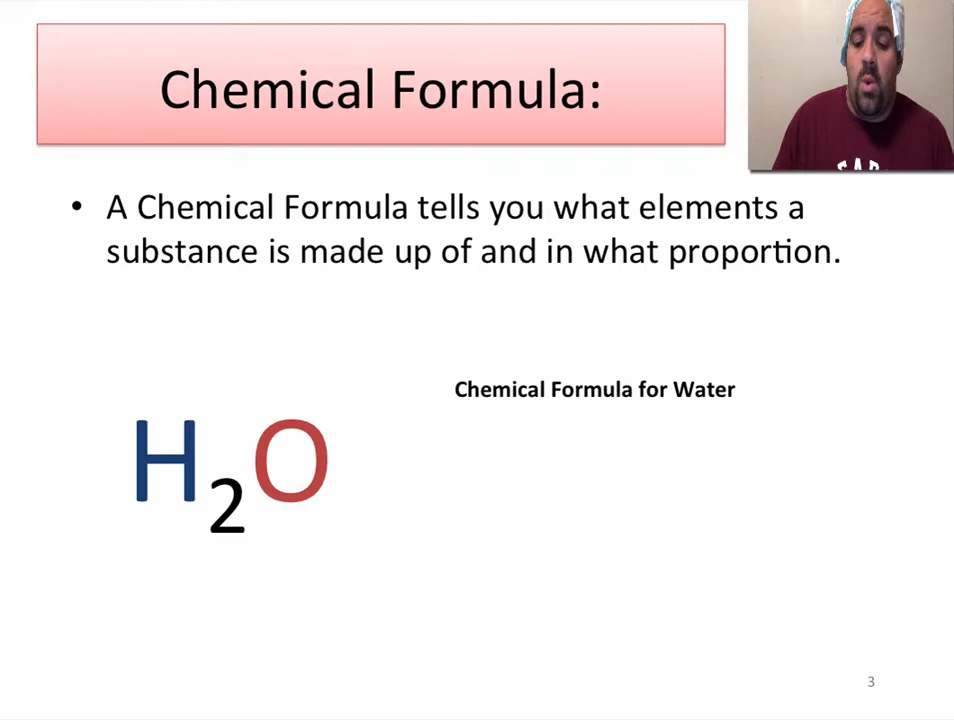 Chemical Formula:
• A Chemical Formula tells you what elements a
substance is made up of and in what proportion.
Chemical Formula for Water
H₂O
3